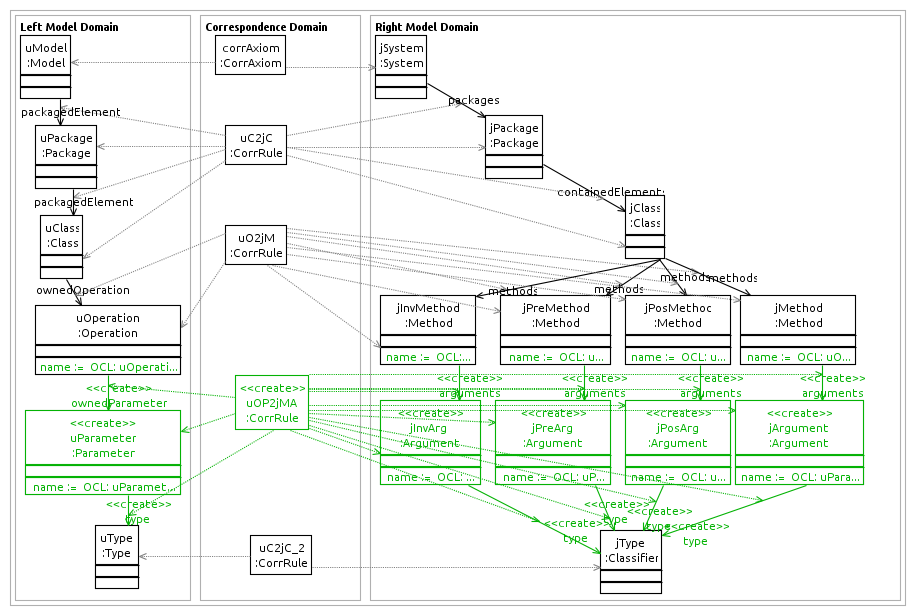 Left Model Domain
Correspondence Domain
Right Model Domain
uModel
:Model
corrAxiom
:CorrAxiom
jSystem
:System
packagedElement
packages
uPackage
:Package
uC2jC
:CorrRule
jPackage
:Package
packagedElement
containedElement:
uClass
:Class
jClass
:Class
uO2jM
:CorrRule
ownedOperation
methods
methods
methods
methods
uOperation
:Operation
name := OCL: uOperati...
jInvMethod
:Method
name := OCL:...
jPreMethod
:Method
name := OCL: u...
jPosMethod
:Method
name := OCL: u...
jMethod
:Method
name := OCL: uO...
<<create>>
ownedParameter
<<create>>
uOP2jMA
:CorrRule
<<create>>
arguments
<<create>>
arguments
<<create>>
arguments
<<create>>
arguments
<<create>>
uParameter
:Parameter
name := OCL: uParamet...
<<create>>
jInvArg
:Argument
name := OCL: ...
<<create>>
jPreArg
:Argument
name := OCL: uP...
<<create>>
jPosArg
:Argument
name := OCL: u...
<<create>>
jArgument
:Argument
name := OCL: uPara...
<<create>>
type
<<create>>
type
<<create>>
type
<<create>>
type
<<create>>
type
uType
:Type
uC2jC_2
:CorrRule
jType
:Classifier